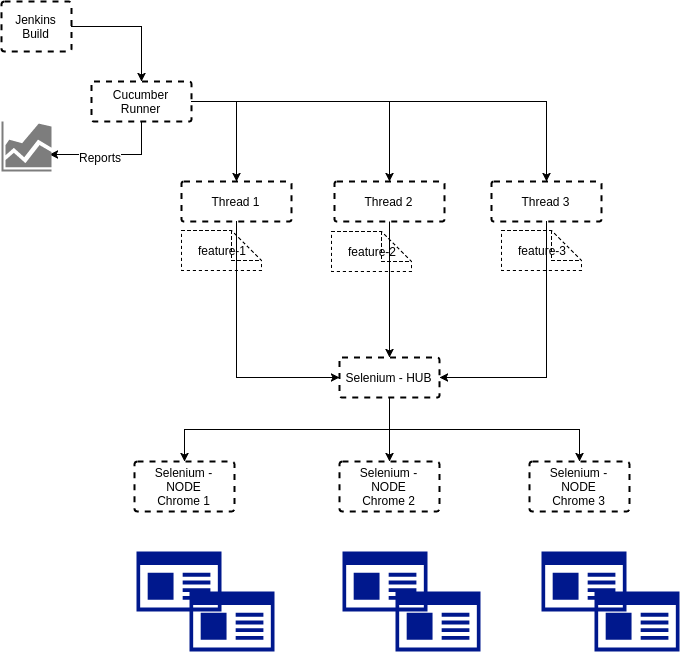 Jenkins
Build
Cucumber
Runner
Reports
Thread 1
Thread 2
Thread 3
feature-1
feature-2
feature-3
Selenium - HUB
Selenium -
NODE
Chrome 1
Selenium -
NODE
Chrome 2
Selenium -
NODE
Chrome 3